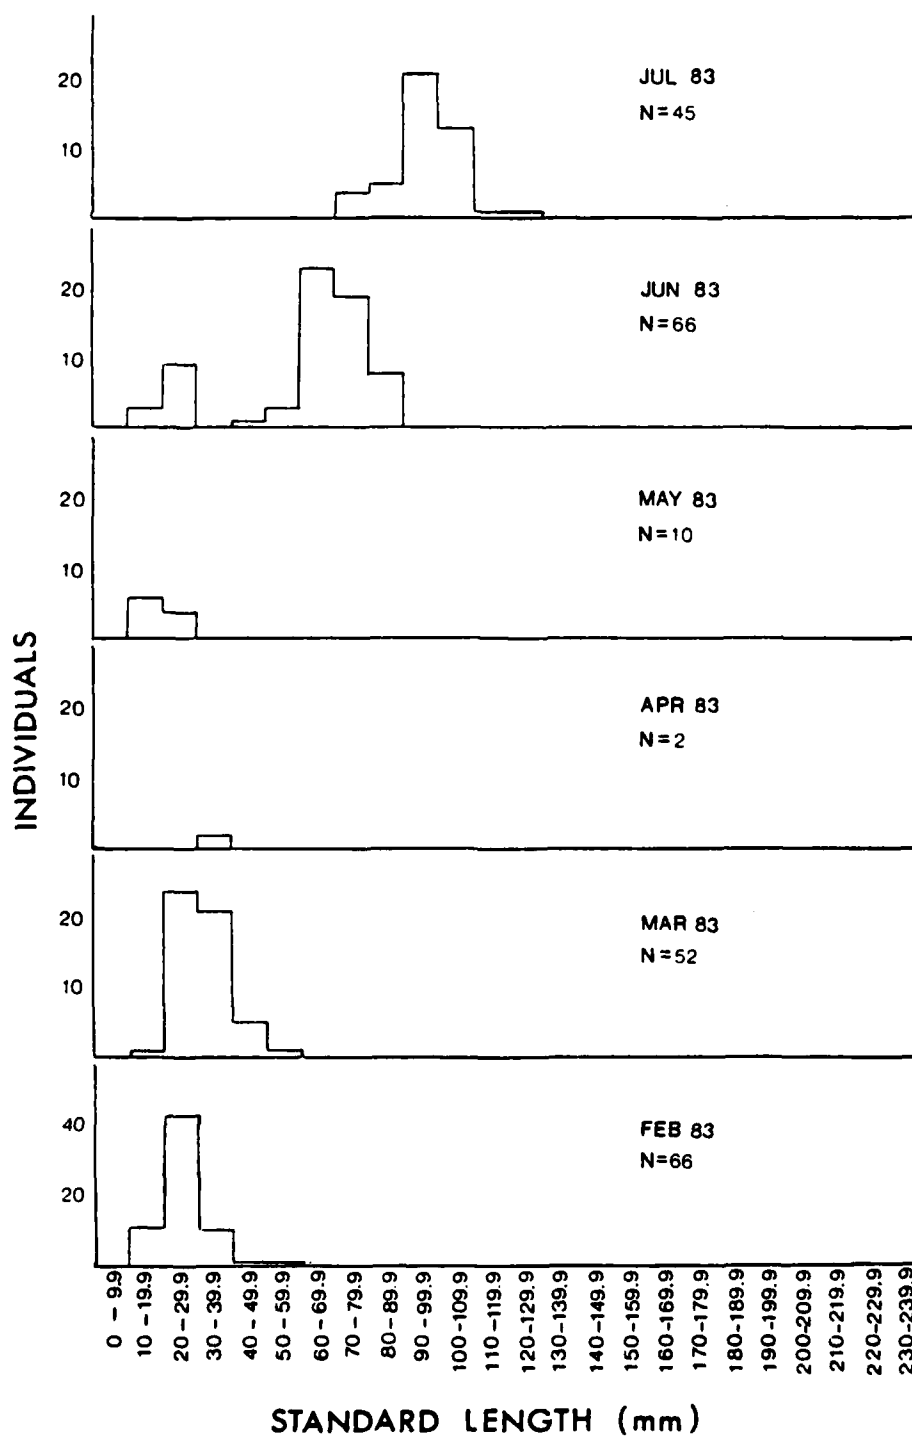 20
10
JUL 83
N=45
20
10
JUN 83
N=66
20
10
MAY 83
N=10
20
10
APR 83
N=2
20
10
MAR 83
N=52
40
20
FEB 83
N=66
INDIVIDUALS
0-9.9
10-19.9
20-29.9
30-39.9
40-49.9
50-59.9
60-69.9
70-79.9
80-89.9
90-99.9
100-109.9
110-119.9
120-129.9
130-139.9
140-149.9
150-159.9
160-169.9
170-179.9
180-189.9
190-199.9
200-209.9
210-219.9
220-229.9
230-239.9
STANDARD LENGTH (mm)